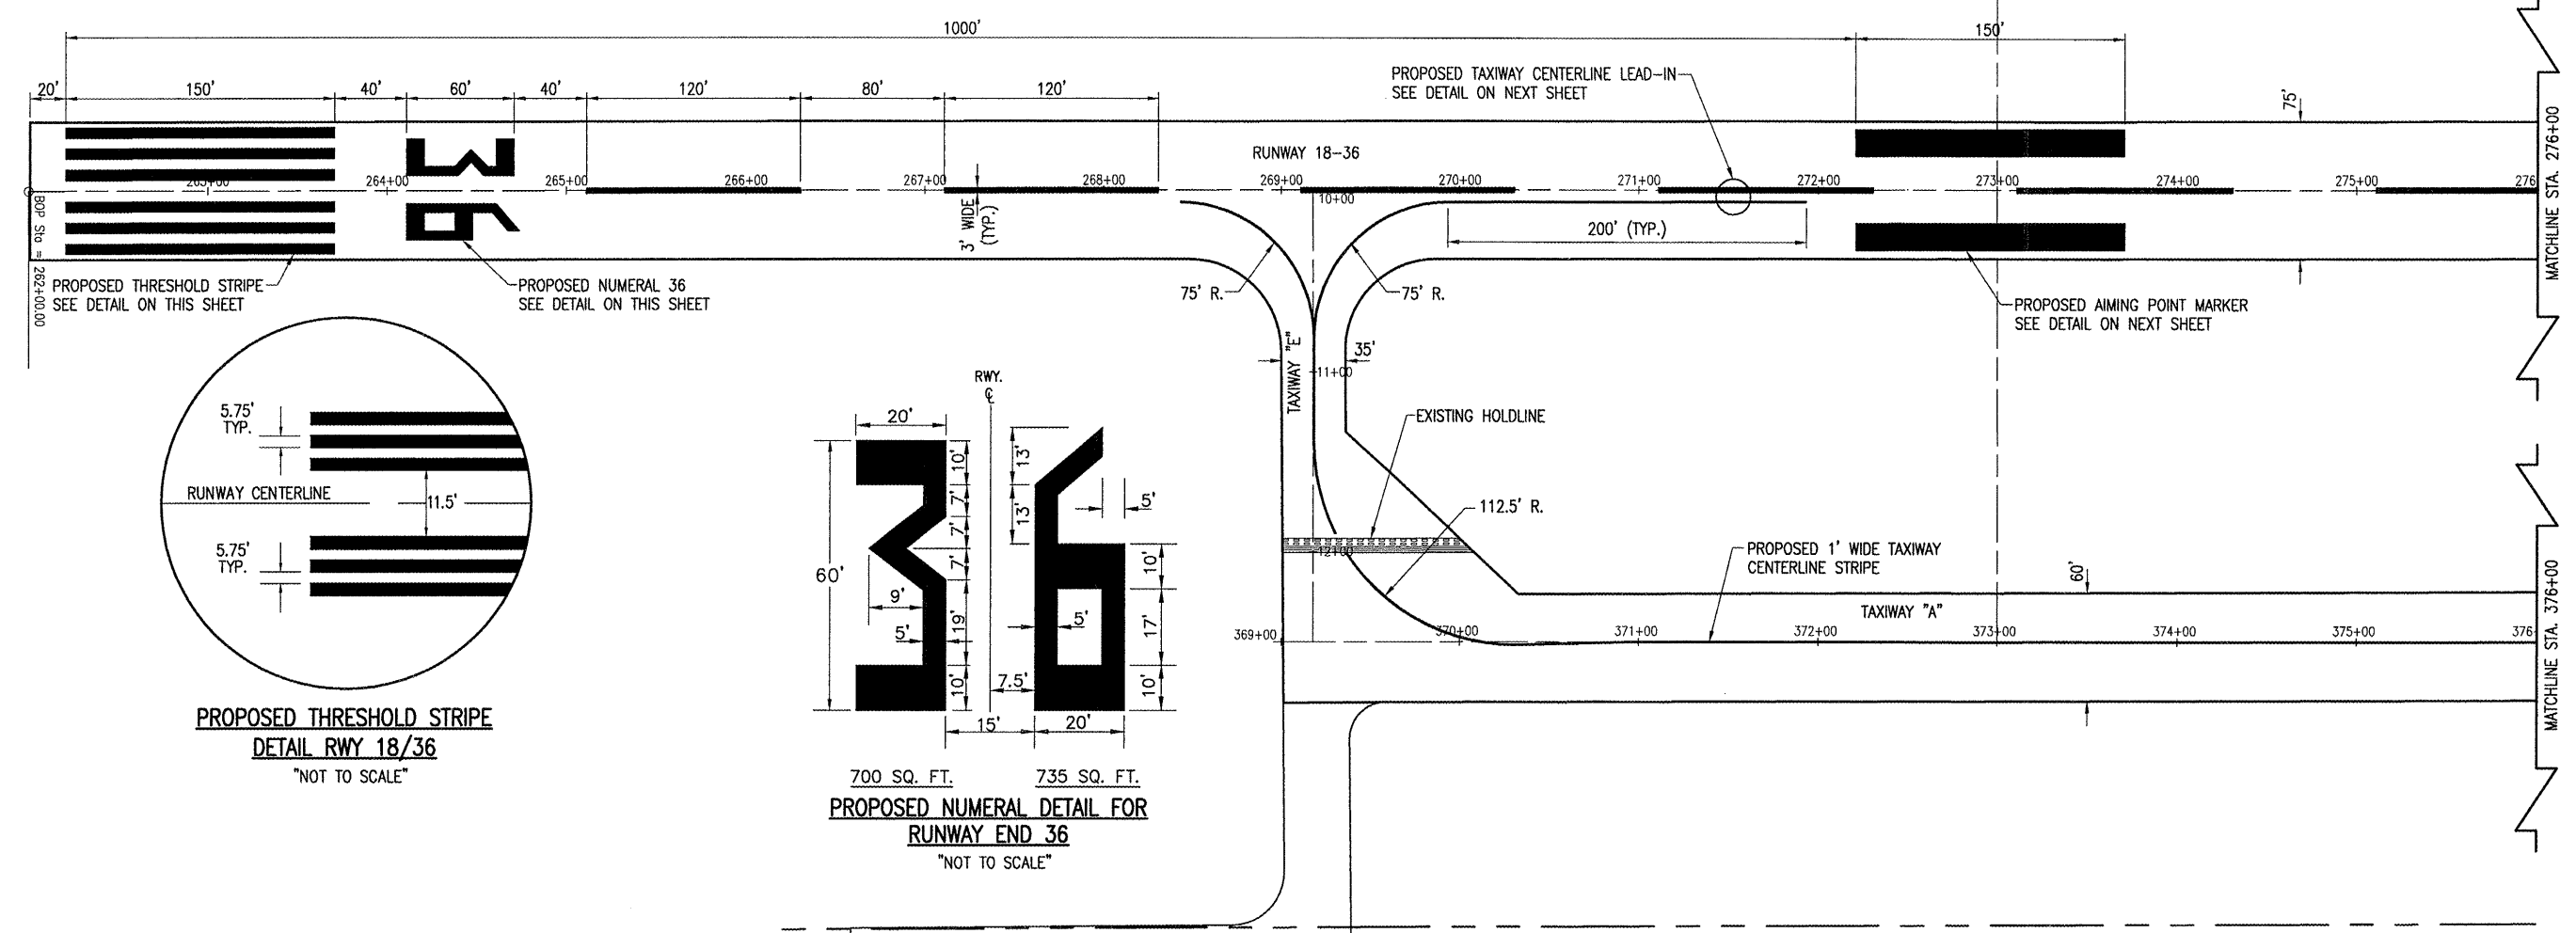 1000'
150'
20'
150'
40'
60'
40'
120'
80'
120'
PROPOSED TAXIWAY CENTERLINE LEAD-IN
SEE DETAIL ON NEXT SHEET
75'
RUNWAY 18-36
36
263+00
264+00
265+00
266+00
267+00
268+00
269+00
270+00
271+00
272+00
273+00
274+00
275+00
276
10+00
BOP Sta = 262+00.00
3' WIDE
(TYP.)
200' (TYP.)
PROPOSED THRESHOLD STRIPE
SEE DETAIL ON THIS SHEET
PROPOSED NUMERAL 36
SEE DETAIL ON THIS SHEET
75' R.
75' R.
PROPOSED AIMING POINT MARKER
SEE DETAIL ON NEXT SHEET
MATCHLINE STA. 276+00
TAXIWAY "E"
35'
11+00
EXISTING HOLDLINE
112.5' R.
12+00
PROPOSED 1' WIDE TAXIWAY
CENTERLINE STRIPE
60'
TAXIWAY "A"
369+00
370+00
371+00
372+00
373+00
374+00
375+00
376
MATCHLINE STA. 376+00
5.75'
TYP.
RUNWAY CENTERLINE
11.5'
5.75'
TYP.
PROPOSED THRESHOLD STRIPE
DETAIL RWY 18/36
"NOT TO SCALE"
RWY.
℄
20'
60'
10'
7'
7'
7'
19'
10'
9'
5'
36
13'
13'
5'
5'
10'
17'
10'
7.5'
15'
20'
700 SQ. FT.
735 SQ. FT.
PROPOSED NUMERAL DETAIL FOR
RUNWAY END 36
"NOT TO SCALE"